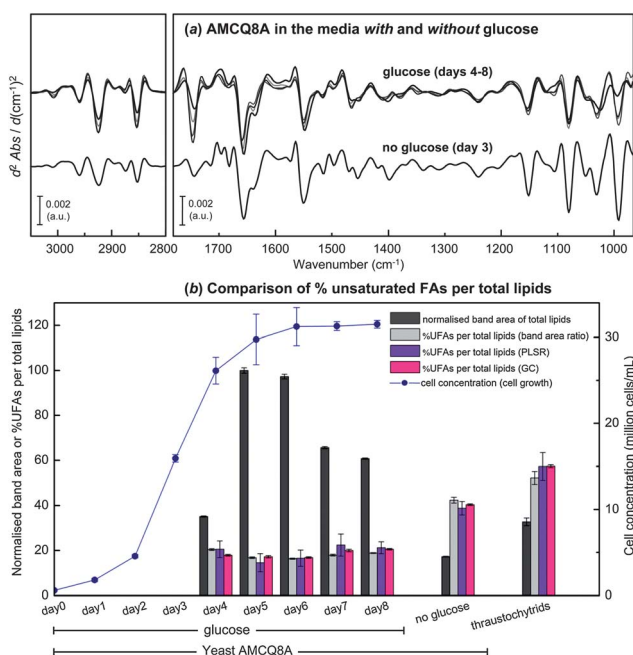 (a) AMCQ8A in the media with and without glucose
glucose (days 4-8)
no glucose (day 3)
d² Abs / d(cm⁻¹)²
0.002
(a.u.)
0.002
(a.u.)
3000 2900 2800 1700 1600 1500 1400 1300 1200 1100 1000
Wavenumber (cm⁻¹)
(b) Comparison of % unsaturated FAs per total lipids
normalised band area of total lipids
%UFAs per total lipids (band area ratio)
%UFAs per total lipids (PLSR)
%UFAs per total lipids (GC)
cell concentration (cell growth)
Normalised band area or %UFAs per total lipids
120
100
80
60
40
20
0
Cell concentration (million cells/mL)
30
20
10
0
day0 day1 day2 day3 day4 day5 day6 day7 day8 no glucose thraustochytrids
glucose
Yeast AMCQ8A